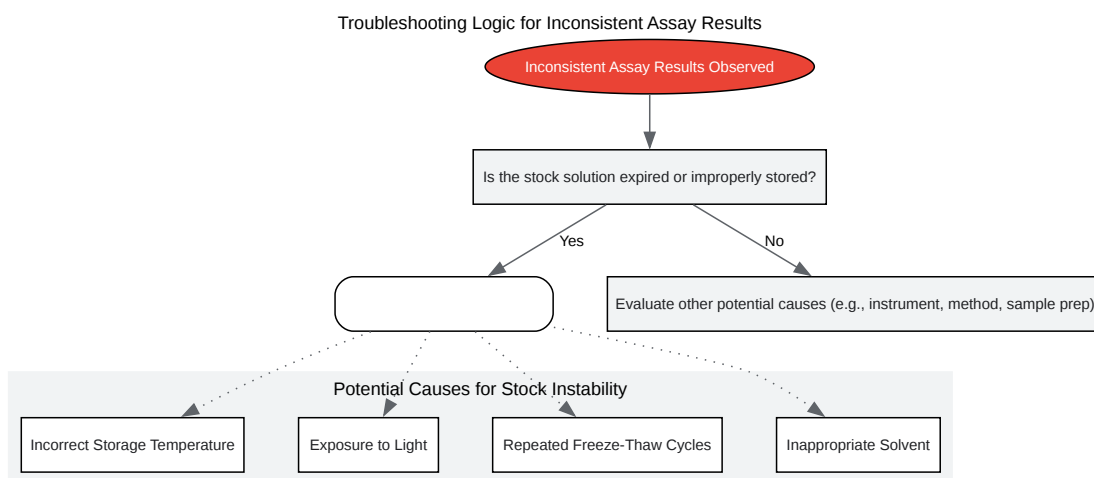 Troubleshooting Logic for Inconsistent Assay Results
Inconsistent Assay Results Observed
Is the stock solution expired or improperly stored?
Yes
No
Evaluate other potential causes (e.g., instrument, method, sample prep)
Potential Causes for Stock Instability
Incorrect Storage Temperature
Exposure to Light
Repeated Freeze-Thaw Cycles
Inappropriate Solvent